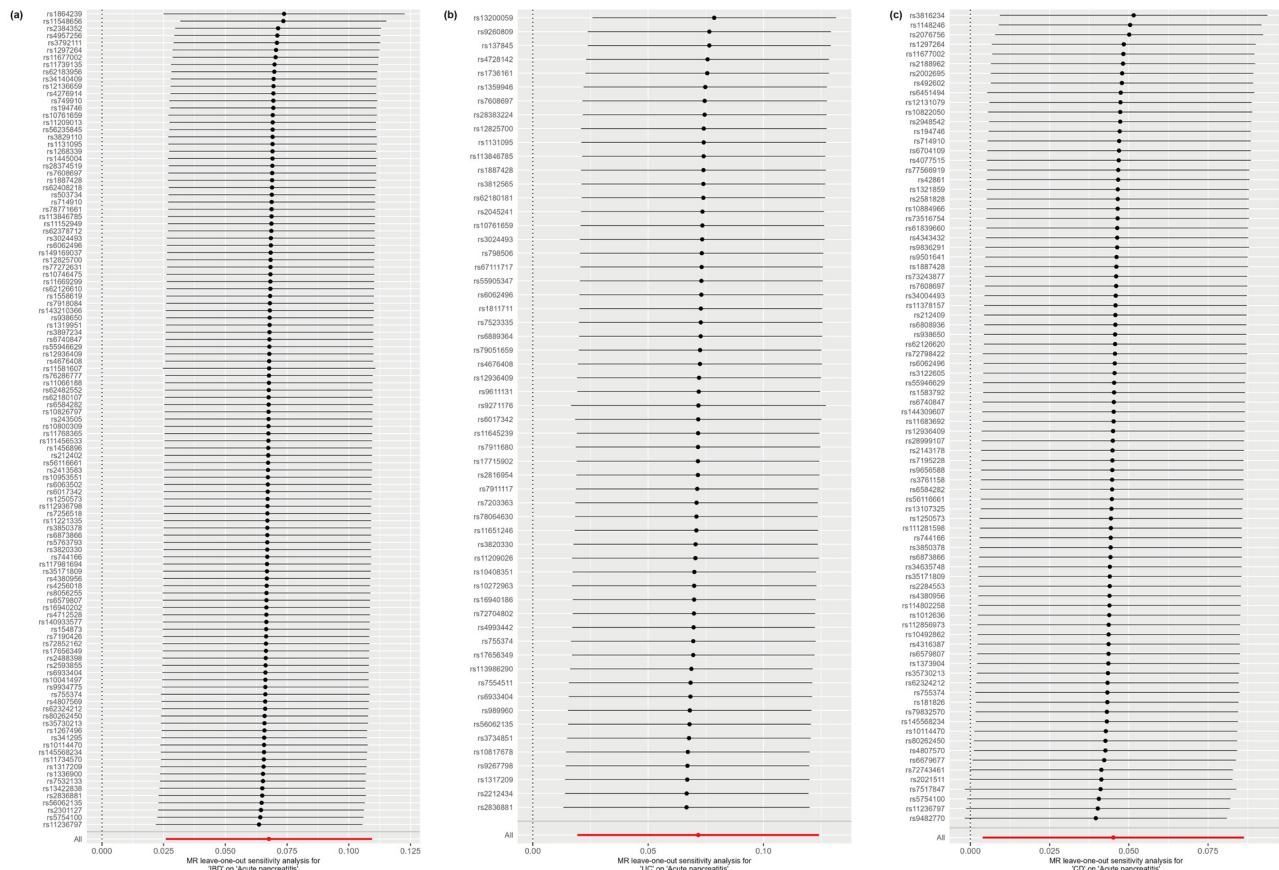 (a)
rs1864239
rs11548656
rs2384352
rs4957256
rs3792111
rs1297264
rs11677002
rs11739135
rs62183956
rs34140409
rs12136659
rs4276914
rs749910
rs194746
rs10761659
rs11209013
rs56235845
rs3829110
rs1131095
rs1268339
rs1445004
rs28374519
rs7608697
rs1887428
rs62408218
rs503734
rs714910
rs78771661
rs113846785
rs11152949
rs62378712
rs3024493
rs6062496
rs149169037
rs12825700
rs77272631
rs10746475
rs11669299
rs62126610
rs1558619
rs7918084
rs143210366
rs938650
rs1319951
rs3897234
rs6740847
rs55946629
rs12936409
rs4676408
rs11581607
rs76286777
rs11066188
rs62482552
rs62180107
rs6584282
rs10826797
rs243505
rs10800309
rs11768365
rs111456533
rs1456896
rs212402
rs56116661
rs2413583
rs10953551
rs6063502
rs6017342
rs1250573
rs112936798
rs7256518
rs11221335
rs3850378
rs6873866
rs5763793
rs3820330
rs744166
rs117981694
rs35171809
rs4380956
rs4256018
rs8056255
rs6579807
rs16940202
rs4712528
rs140933577
rs154873
rs7190426
rs72852162
rs17656349
rs2488398
rs2593855
rs6933404
rs10041497
rs9934775
rs755374
rs4807569
rs62324212
rs80262450
rs35730213
rs1267496
rs341295
rs10114470
rs145568234
rs11734570
rs1317209
rs1336900
rs7532133
rs13422838
rs2836881
rs56062135
rs2301127
rs5754100
rs11236797
All
0.000 0.025 0.050 0.075 0.100 0.125
MR leave-one-out sensitivity analysis for
'IBD' on 'Acute pancreatitis'
(b)
rs13200059
rs9260809
rs137845
rs4728142
rs1736161
rs1359946
rs7608697
rs28383224
rs12825700
rs1131095
rs113846785
rs1887428
rs3812565
rs62180181
rs2045241
rs10761659
rs3024493
rs798506
rs67111717
rs55905347
rs6062496
rs1811711
rs7523335
rs6889364
rs79051659
rs4676408
rs12936409
rs9611131
rs9271176
rs6017342
rs11645239
rs7911680
rs17715902
rs2816954
rs7911117
rs7203363
rs78064630
rs11651246
rs3820330
rs11209026
rs10408351
rs10272963
rs16940186
rs72704802
rs4993442
rs755374
rs17656349
rs113986290
rs7554511
rs6933404
rs989960
rs56062135
rs3734851
rs10817678
rs9267798
rs1317209
rs2212434
rs2836881
All
0.00 0.05 0.10
MR leave-one-out sensitivity analysis for
'UC' on 'Acute pancreatitis'
(c)
rs3816234
rs1148246
rs2076756
rs1297264
rs11677002
rs2188962
rs2002695
rs492602
rs6451494
rs12131079
rs10822050
rs2948542
rs194746
rs714910
rs6704109
rs4077515
rs77566919
rs42861
rs1321859
rs2581828
rs10884966
rs73516754
rs61839660
rs4343432
rs9836291
rs9501641
rs1887428
rs73243877
rs7608697
rs34004493
rs11378157
rs212409
rs6808936
rs938650
rs62126620
rs72798422
rs6062496
rs3122605
rs55946629
rs1583792
rs6740847
rs144309607
rs11683692
rs12936409
rs28999107
rs2143178
rs7195228
rs9656588
rs3761158
rs6584282
rs56116661
rs13107325
rs1250573
rs111281598
rs744166
rs3850378
rs6873866
rs34635748
rs35171809
rs2284553
rs4380956
rs114802258
rs1012636
rs112856973
rs10492862
rs4316387
rs6579807
rs1373904
rs35730213
rs62324212
rs755374
rs181826
rs79832570
rs145568234
rs10114470
rs80262450
rs4807570
rs6679677
rs72743461
rs2021511
rs7517847
rs5754100
rs11236797
rs9482770
All
0.000 0.025 0.050 0.075
MR leave-one-out sensitivity analysis for
'CD' on 'Acute pancreatitis'